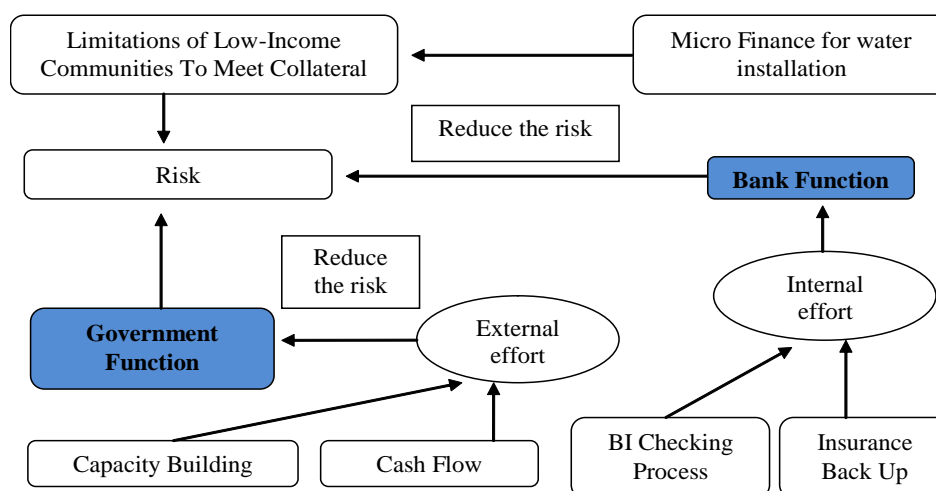 Limitations of Low-Income
Communities To Meet Collateral
Micro Finance for water
installation
Reduce the risk
Risk
Bank Function
Reduce
the risk
Internal
effort
Government
Function
External
effort
Capacity Building
Cash Flow
BI Checking
Process
Insurance
Back Up